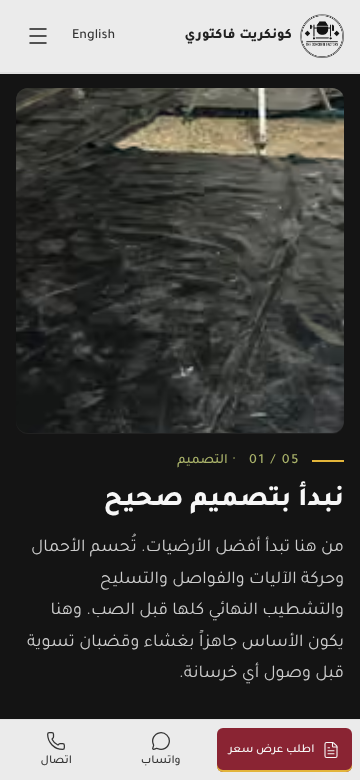 كونكريت فاكتوري
English
01 / 05 · التصميم
نبدأ بتصميم صحيح
من هنا تبدأ أفضل الأرضيات. تُحسم الأحمال
وحركة الآليات والفواصل والتسليح
والتشطيب النهائي كلها قبل الصب. وهنا
يكون الأساس جاهزاً بغشاء وقضبان تسوية
قبل وصول أي خرسانة.
اطلب عرض سعر
واتساب
اتصال